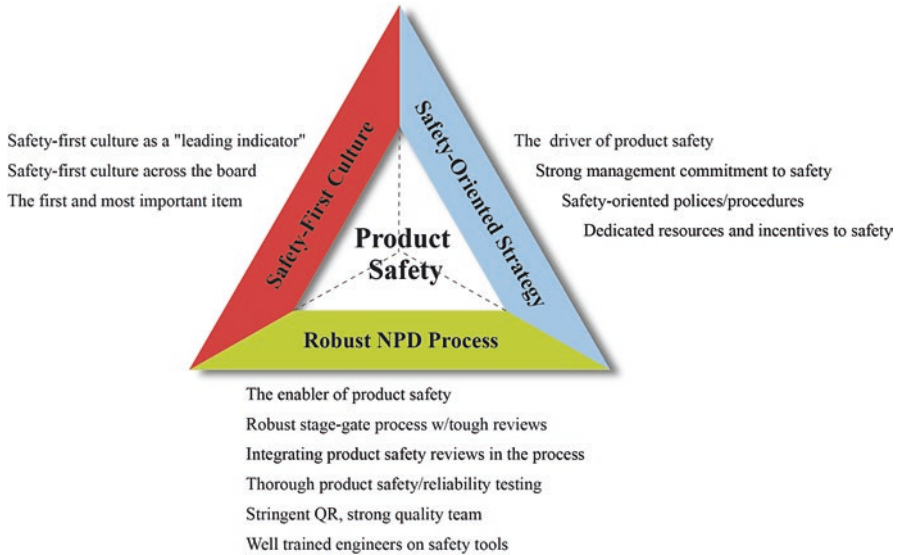 Safety-first culture as a "leading indicator"
Safety-first culture across the board
The first and most important item
Safety-First Culture
Safety-Oriented Strategy
The driver of product safety
Strong management commitment to safety
Safety-oriented polices/procedures
Dedicated resources and incentives to safety
Product
Safety
Robust NPD Process
The enabler of product safety
Robust stage-gate process w/tough reviews
Integrating product safety reviews in the process
Thorough product safety/reliability testing
Stringent QR, strong quality team
Well trained engineers on safety tools